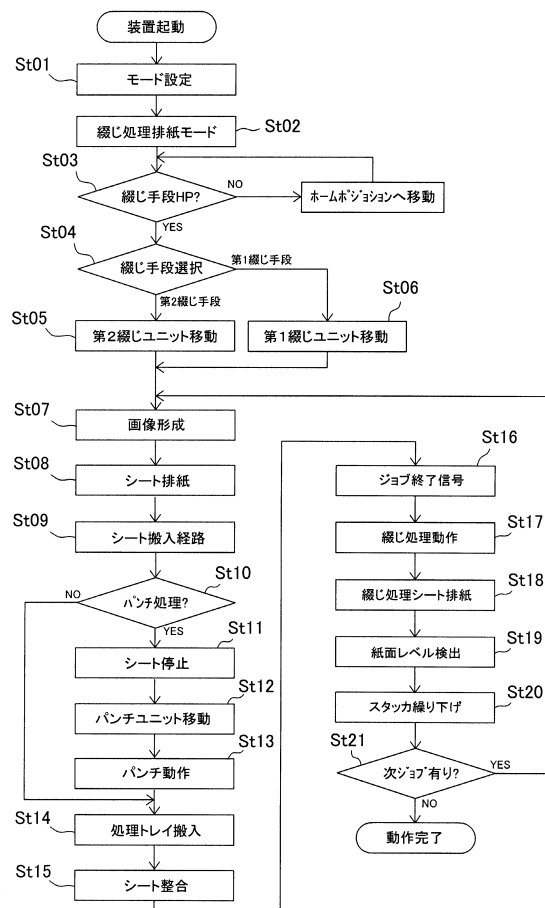 装置起動
St01
モード設定
綴じ処理排紙モード
St02
St03
綴じ手段HP?
NO
ホームポジションへ移動
YES
St04
綴じ手段選択
第1綴じ手段
第2綴じ手段
St05
第2綴じユニット移動
St06
第1綴じユニット移動
St07
画像形成
St08
シート排紙
St09
シート搬入経路
St10
NO
パンチ処理?
YES
St11
シート停止
St12
パンチユニット移動
St13
パンチ動作
St14
処理トレイ搬入
St15
シート整合
St16
ジョブ終了信号
St17
綴じ処理動作
St18
綴じ処理シート排紙
St19
紙面レベル検出
St20
スタッカ繰り下げ
St21
次ジョブ有り?
YES
NO
動作完了